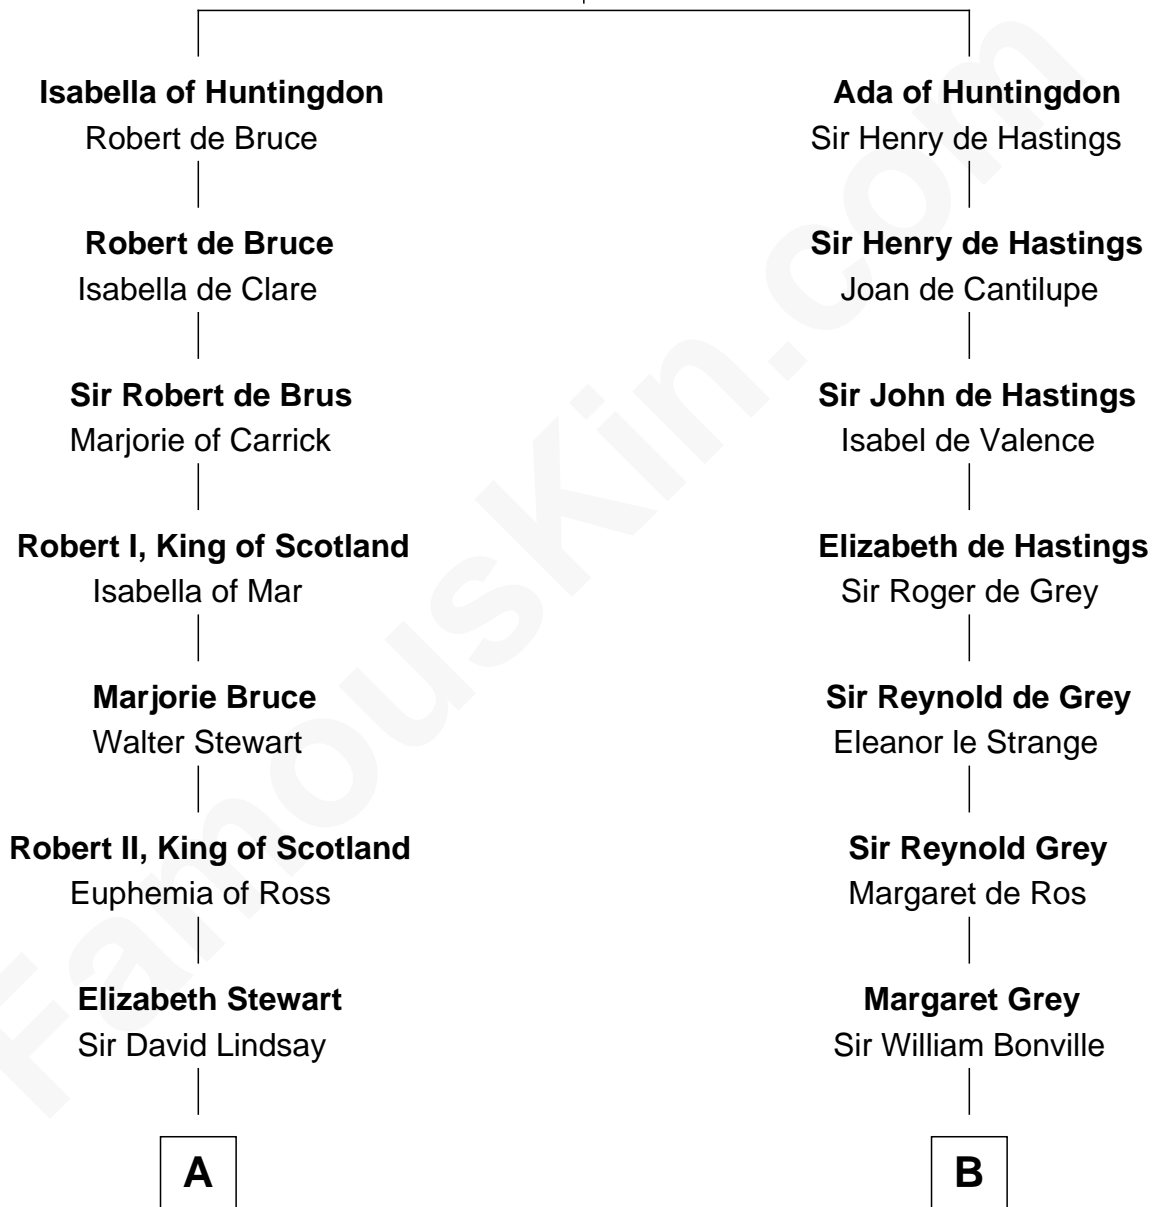 Isabella of Huntingdon
Robert de Bruce
Robert de Bruce
Isabella de Clare
Sir Robert de Brus
Marjorie of Carrick
Robert I, King of Scotland
Isabella of Mar
Marjorie Bruce
Walter Stewart
Robert II, King of Scotland
Euphemia of Ross
Elizabeth Stewart
Sir David Lindsay
A
Ada of Huntingdon
Sir Henry de Hastings
Sir Henry de Hastings
Joan de Cantilupe
Sir John de Hastings
Isabel de Valence
Elizabeth de Hastings
Sir Roger de Grey
Sir Reynold de Grey
Eleanor le Strange
Sir Reynold Grey
Margaret de Ros
Margaret Grey
Sir William Bonville
B
FamousKin.com